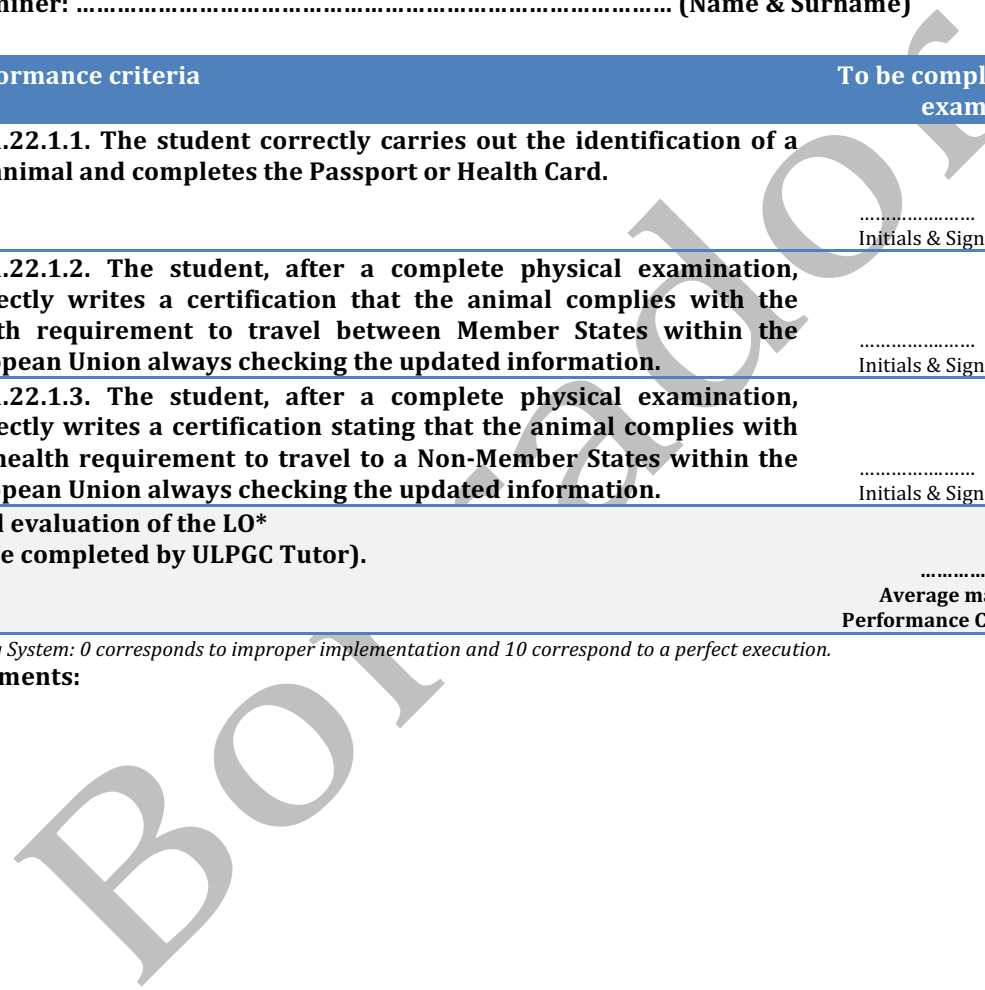 niner: ………………………………………………………………………… (Name & Surname)
ormance criteria To be compl
exam
.22.1.1. The student correctly carries out the identification of a
animal and completes the Passport or Health Card.
………………….
Initials & Sign
.22.1.2. The student, after a complete physical examination,
ectly writes a certification that the animal complies with the
th requirement to travel between Member States within the
opean Union always checking the updated information.
………………….
Initials & Sign
.22.1.3. The student, after a complete physical examination,
ectly writes a certification stating that the animal complies with
health requirement to travel to a Non-Member States within the
opean Union always checking the updated information.
………………….
Initials & Sign
l evaluation of the LO*
e completed by ULPGC Tutor).
…………
Average ma
Performance C
g System: 0 corresponds to improper implementation and 10 correspond to a perfect execution.
ments:
Borrador